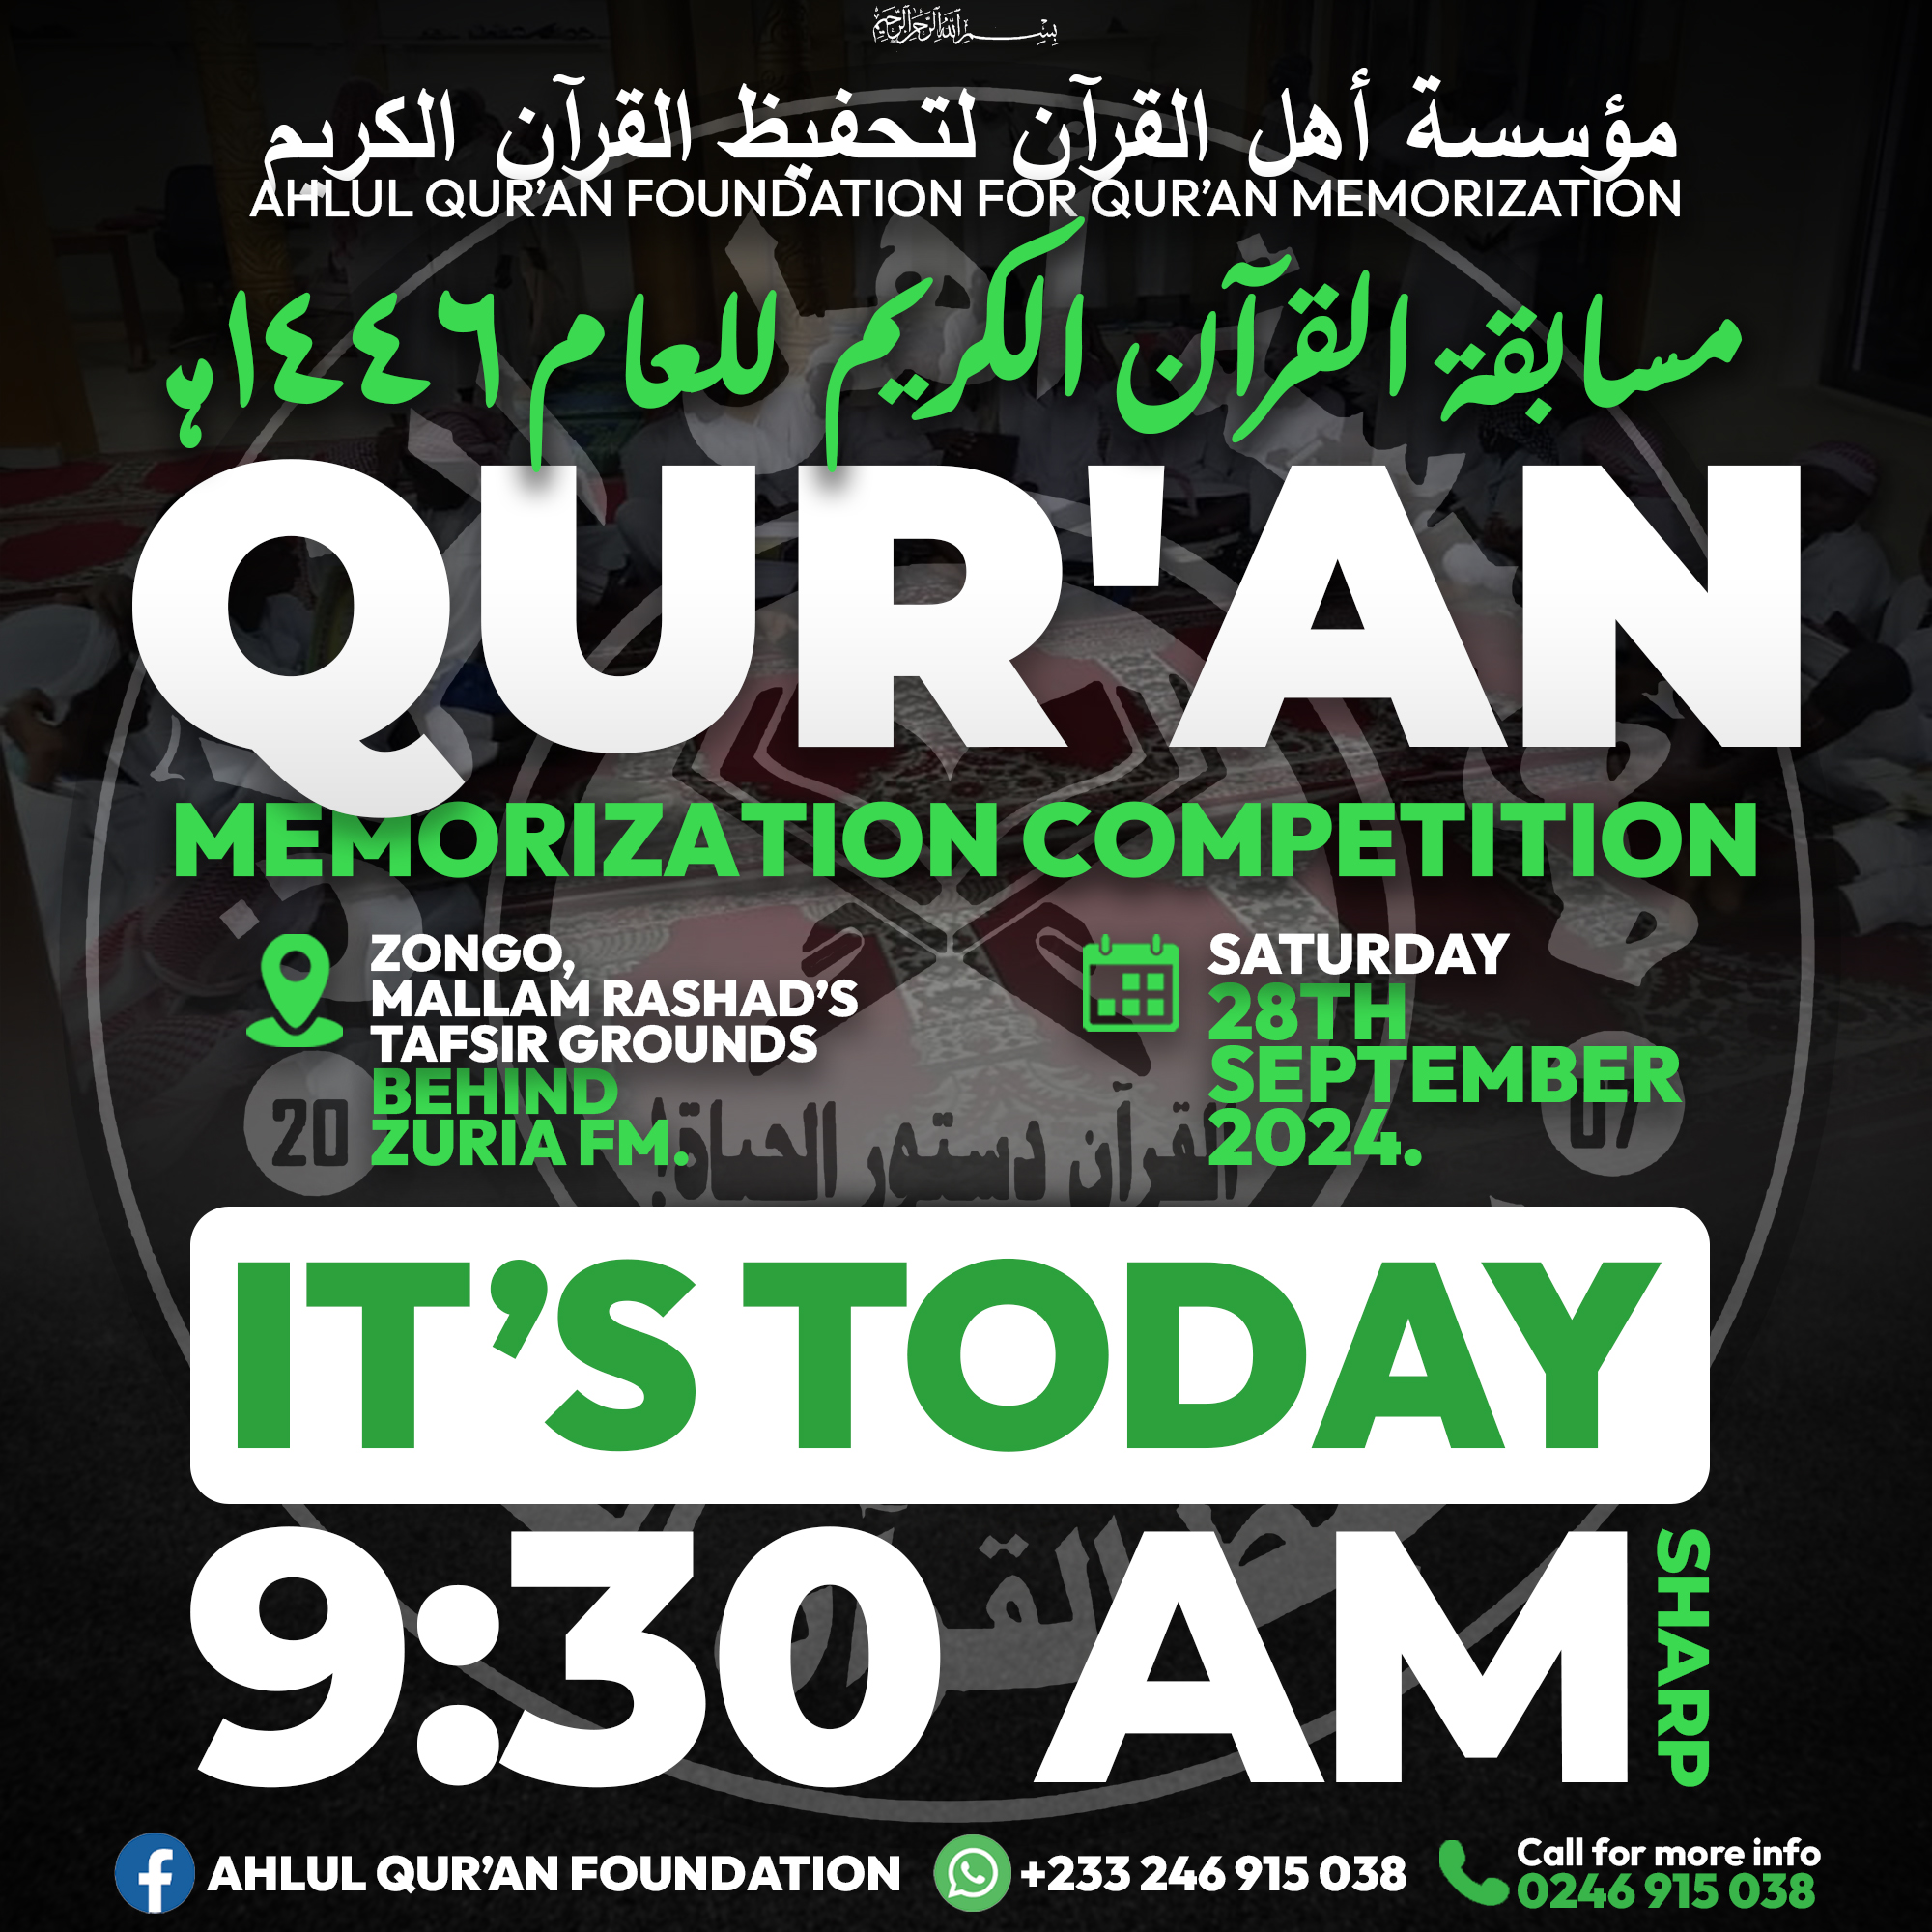 بسم الله الرحمن الرحيم
مؤسسة أهل القرآن لتحفيظ القرآن الكريم
AHLUL QUR’AN FOUNDATION FOR QUR’AN MEMORIZATION
مسابقة القرآن الكريم للعام ١٤٤٦هـ
QUR'AN
MEMORIZATION COMPETITION
ZONGO,
MALLAM RASHAD’S
TAFSIR GROUNDS
BEHIND
ZURIA FM.
SATURDAY
28TH
SEPTEMBER
2024.
20
07
القرآن دستور الحياة!
IT’S TODAY
9:30 AM
SHARP
AHLUL QUR’AN FOUNDATION
+233 246 915 038
Call for more info
0246 915 038